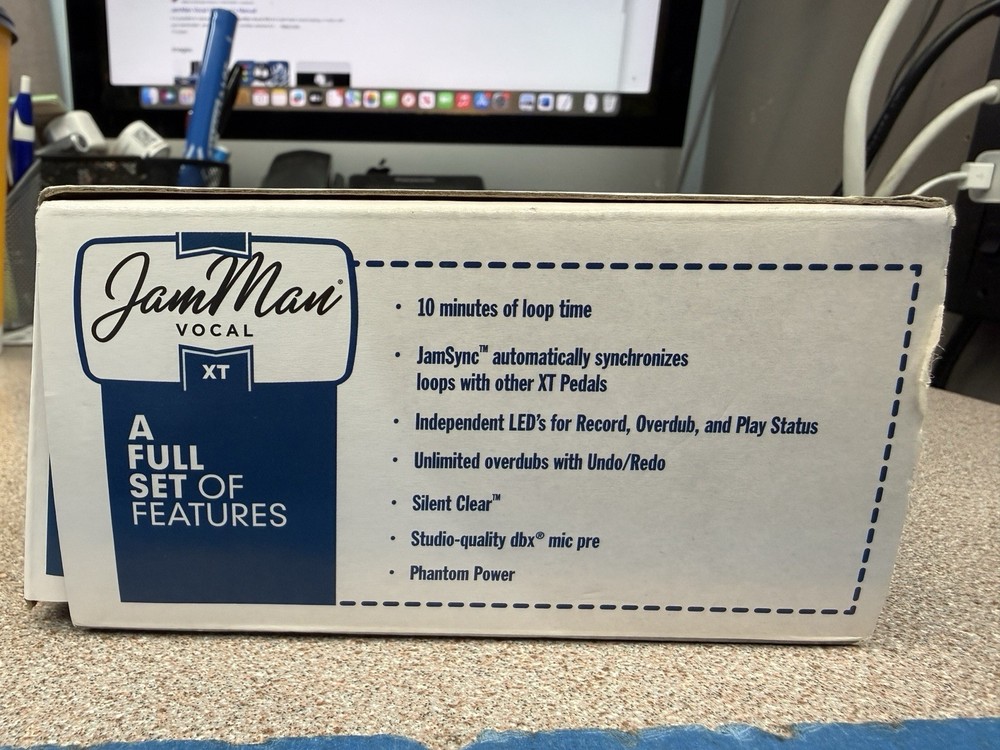 JamMan®
VOCAL
XT
A
FULL
SET OF
FEATURES
• 10 minutes of loop time
• JamSync™ automatically synchronizes
loops with other XT Pedals
• Independent LED's for Record, Overdub, and Play Status
• Unlimited overdubs with Undo/Redo
• Silent Clear™
• Studio-quality dbx® mic pre
• Phantom Power